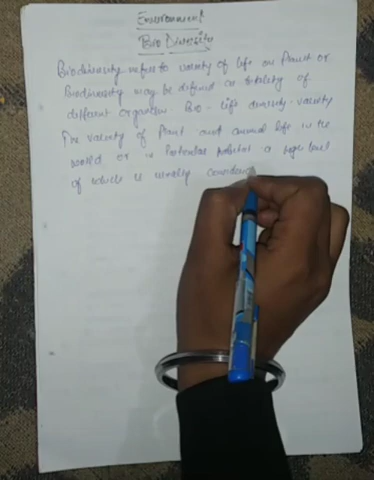 Environment
Bio Diversity
Biodiversity refers to variety of life on Planet or
Biodiversity may be defined as totality of
different organism. Bio - life diversity - variety
The variety of Plant and animal life in the
world or in Particular habitat a high level
of which is usually considered